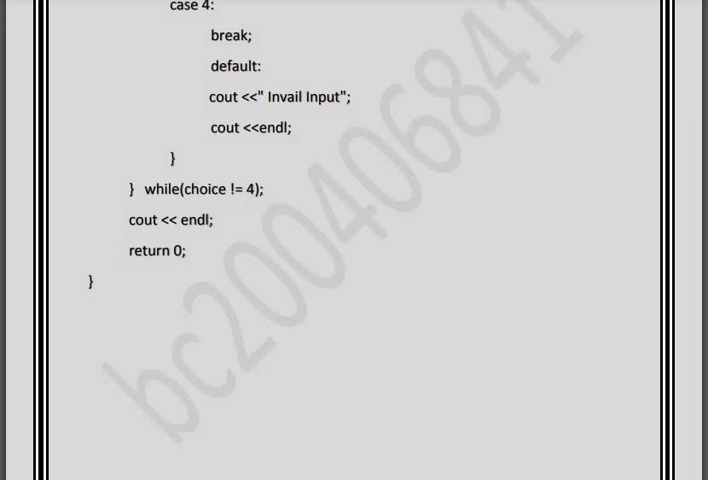 case 4:
break;
default:
cout <<" Invail Input";
cout <<endl;
}
} while(choice != 4);
cout << endl;
return 0;
}
bc200406841